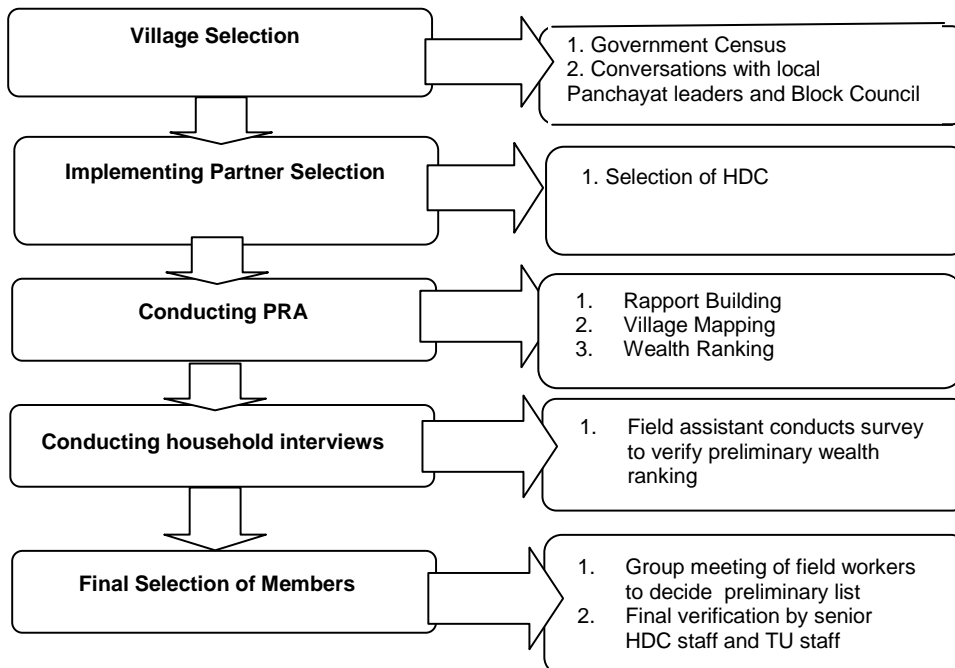 Village Selection
1. Government Census
2. Conversations with local
Panchayat leaders and Block Council
Implementing Partner Selection
1. Selection of HDC
Conducting PRA
1. Rapport Building
2. Village Mapping
3. Wealth Ranking
Conducting household interviews
1. Field assistant conducts survey
to verify preliminary wealth
ranking
Final Selection of Members
1. Group meeting of field workers
to decide preliminary list
2. Final verification by senior
HDC staff and TU staff